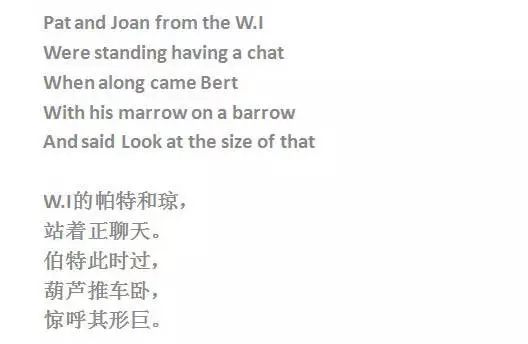 Pat and Joan from the W.I
Were standing having a chat
When along came Bert
With his marrow on a barrow
And said Look at the size of that
W.I的帕特和琼，
站着正聊天。
伯特此时过，
葫芦推车卧，
惊呼其形巨。